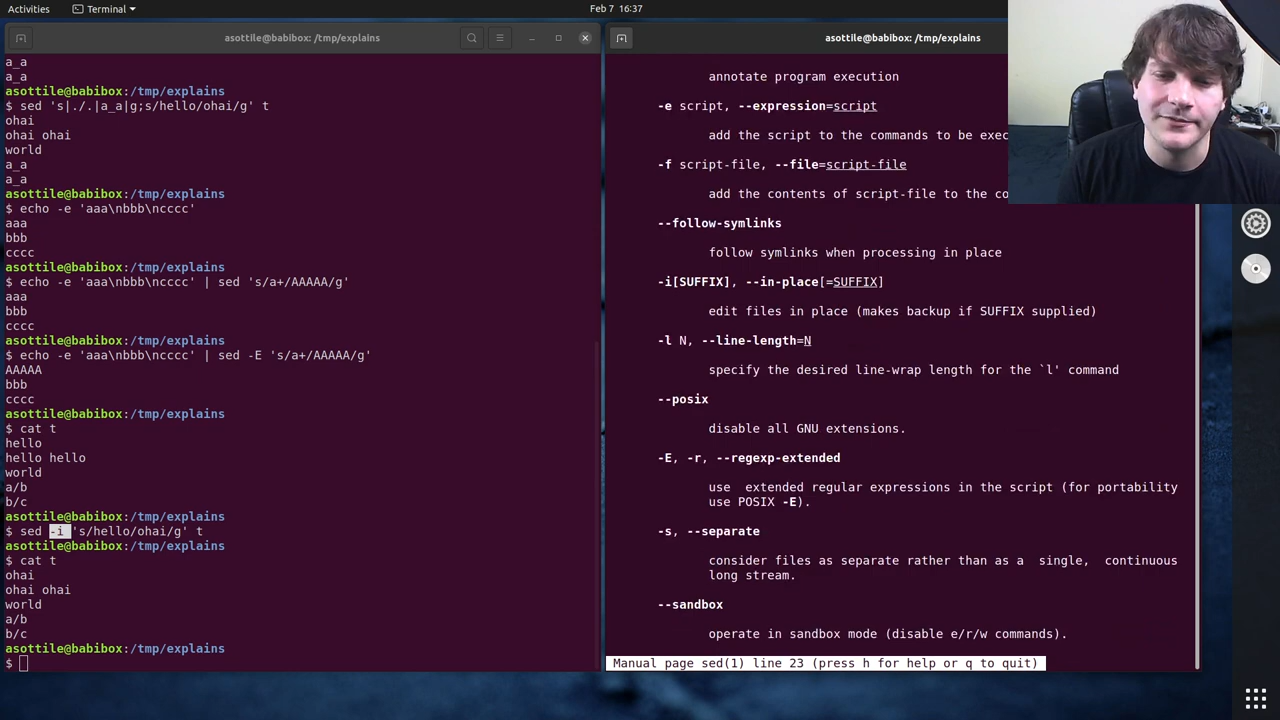 Activities
Terminal
Feb 7 16:37
asottile@babibox: /tmp/explains
a_a
a_a
asottile@babibox:/tmp/explains
$ sed 's|./.|a_a|g;s/hello/ohai/g' t
ohai
ohai ohai
world
a_a
a_a
asottile@babibox:/tmp/explains
$ echo -e 'aaa\nbbb\ncccc'
aaa
bbb
cccc
asottile@babibox:/tmp/explains
$ echo -e 'aaa\nbbb\ncccc' | sed 's/a+/AAAAA/g'
aaa
bbb
cccc
asottile@babibox:/tmp/explains
$ echo -e 'aaa\nbbb\ncccc' | sed -E 's/a+/AAAAA/g'
AAAAA
bbb
cccc
asottile@babibox:/tmp/explains
$ cat t
hello
hello hello
world
a/b
b/c
asottile@babibox:/tmp/explains
$ sed -i 's/hello/ohai/g' t
asottile@babibox:/tmp/explains
$ cat t
ohai
ohai ohai
world
a/b
b/c
asottile@babibox:/tmp/explains
$
asottile@babibox: /tmp/explains
annotate program execution
-e script, --expression=script
add the script to the commands to be exec
-f script-file, --file=script-file
add the contents of script-file to the co
--follow-symlinks
follow symlinks when processing in place
-i[SUFFIX], --in-place[=SUFFIX]
edit files in place (makes backup if SUFFIX supplied)
-l N, --line-length=N
specify the desired line-wrap length for the `l' command
--posix
disable all GNU extensions.
-E, -r, --regexp-extended
use  extended regular expressions in the script (for portability
use POSIX -E).
-s, --separate
consider files as separate rather than as a  single,  continuous
long stream.
--sandbox
operate in sandbox mode (disable e/r/w commands).
Manual page sed(1) line 23 (press h for help or q to quit)